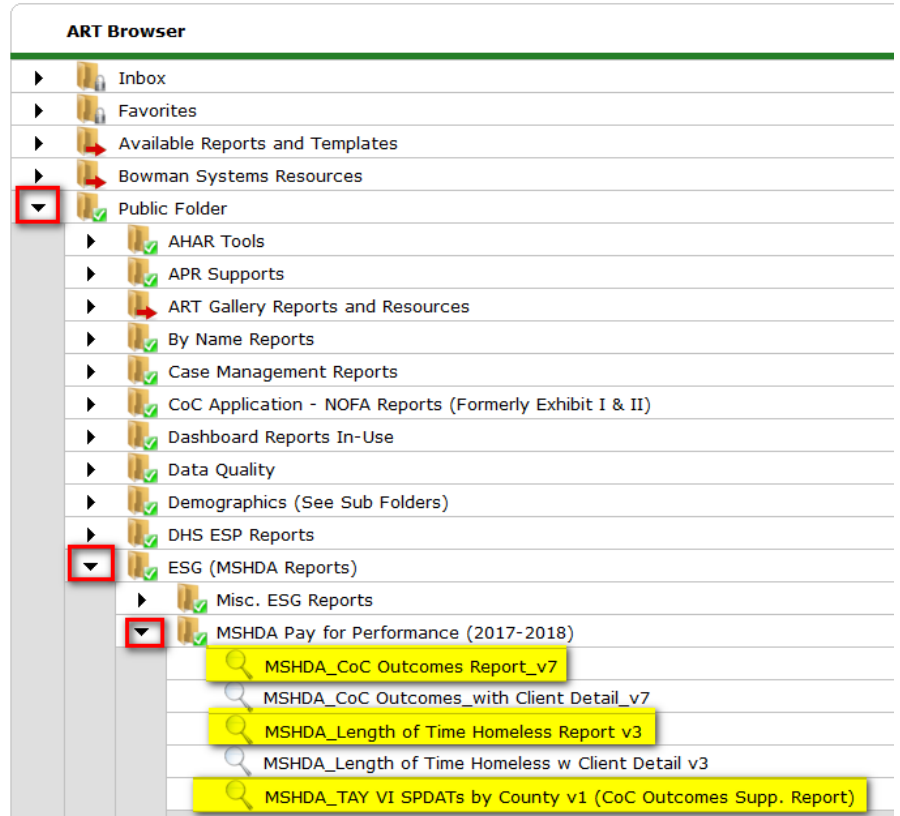 ART Browser
Inbox
Favorites
Available Reports and Templates
Bowman Systems Resources
Public Folder
AHAR Tools
APR Supports
ART Gallery Reports and Resources
By Name Reports
Case Management Reports
CoC Application - NOFA Reports (Formerly Exhibit I & II)
Dashboard Reports In-Use
Data Quality
Demographics (See Sub Folders)
DHS ESP Reports
ESG (MSHDA Reports)
Misc. ESG Reports
MSHDA Pay for Performance (2017-2018)
MSHDA_CoC Outcomes Report_v7
MSHDA_CoC Outcomes_with Client Detail_v7
MSHDA_Length of Time Homeless Report v3
MSHDA_Length of Time Homeless w Client Detail v3
MSHDA_TAY VI SPDATs by County v1 (CoC Outcomes Supp. Report)